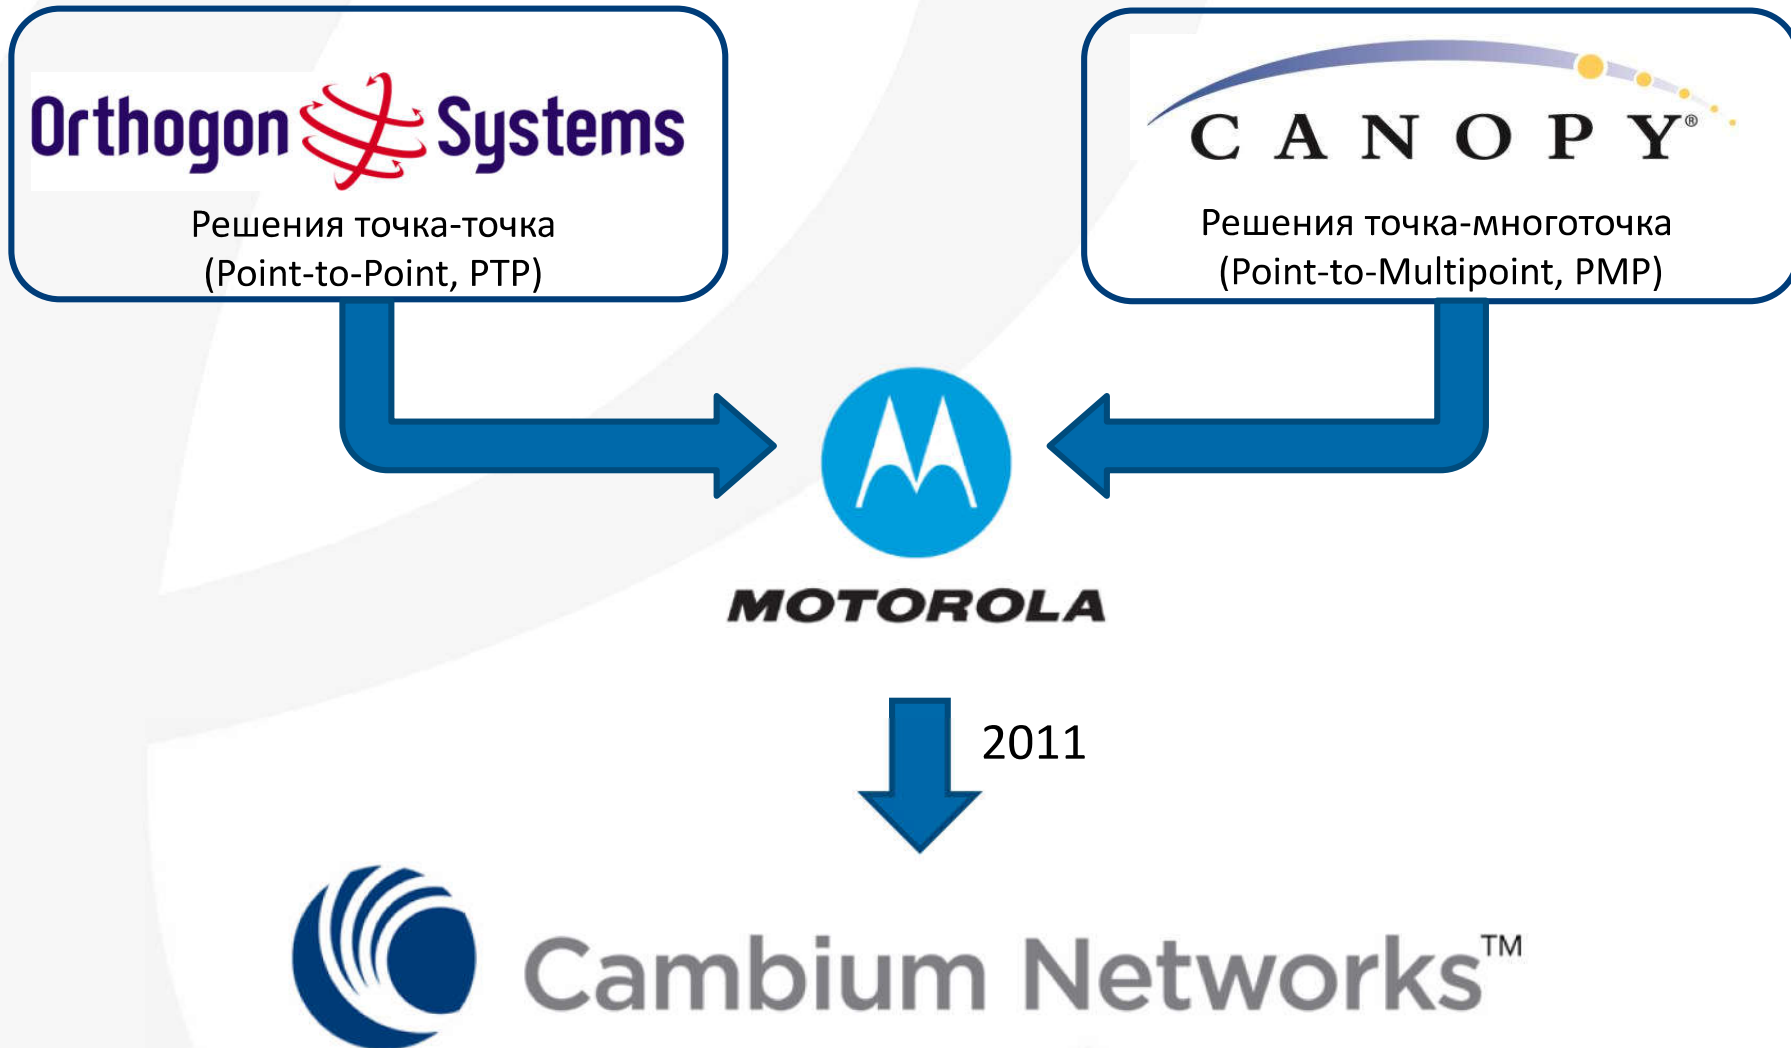 Orthogon Systems
Решения точка-точка
(Point-to-Point, PTP)
CANOPY®
Решения точка-многоточка
(Point-to-Multipoint, PMP)
MOTOROLA
2011
Cambium Networks™